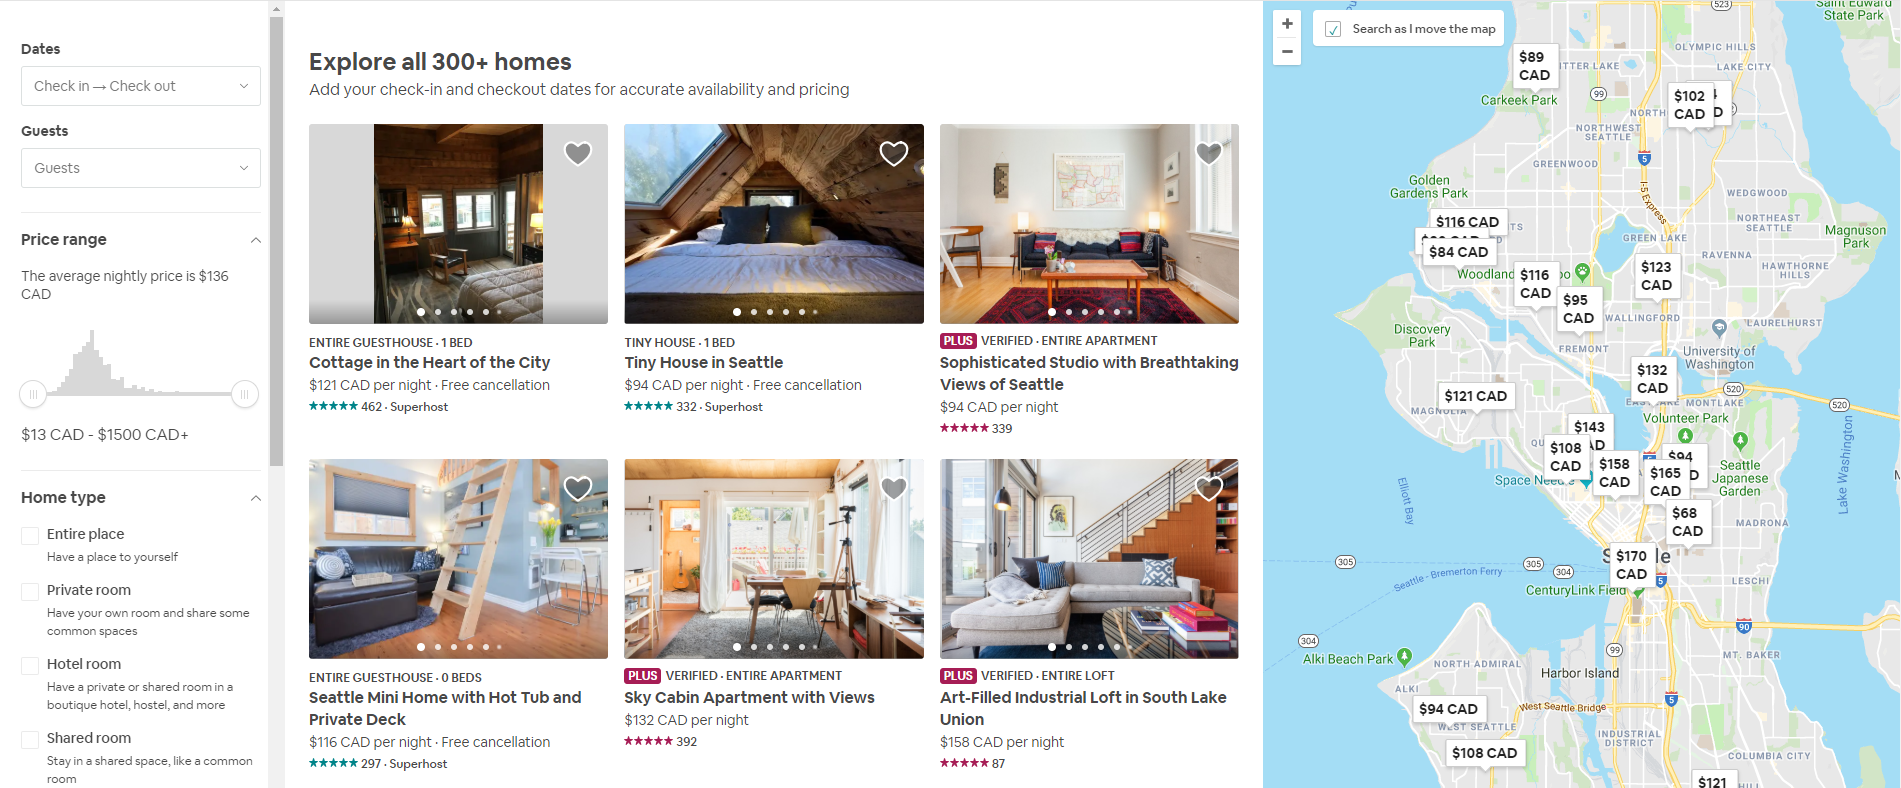 Dates
Check in → Check out
Guests
Guests
Price range
The average nightly price is $136
CAD
$13 CAD - $1500 CAD+
Home type
Entire place
Have a place to yourself
Private room
Have your own room and share some
common spaces
Hotel room
Have a private or shared room in a
boutique hotel, hostel, and more
Shared room
Stay in a shared space, like a common
room
Explore all 300+ homes
Add your check-in and checkout dates for accurate availability and pricing
ENTIRE GUESTHOUSE · 1 BED
Cottage in the Heart of the City
$121 CAD per night · Free cancellation
462 · Superhost
TINY HOUSE · 1 BED
Tiny House in Seattle
$94 CAD per night · Free cancellation
332 · Superhost
PLUS VERIFIED · ENTIRE APARTMENT
Sophisticated Studio with Breathtaking
Views of Seattle
$94 CAD per night
339
ENTIRE GUESTHOUSE · 0 BEDS
Seattle Mini Home with Hot Tub and
Private Deck
$116 CAD per night · Free cancellation
297 · Superhost
PLUS VERIFIED · ENTIRE APARTMENT
Sky Cabin Apartment with Views
$132 CAD per night
392
PLUS VERIFIED · ENTIRE LOFT
Art-Filled Industrial Loft in South Lake
Union
$158 CAD per night
87
+
−
Search as I move the map
523
Saint Edward
State Park
OLYMPIC HILLS
$89
CAD
LAKE CITY
Carkeek Park
99
$102
CAD
NORTHWEST
SEATTLE
5
GREENWOOD
I-5 Express
Golden
Gardens Park
WEDGWOOD
$116 CAD
NORTHEAST
SEATTLE
Magnuson
Park
GREEN LAKE
$84 CAD
RAVENNA
HAWTHORNE
HILLS
$116
CAD
$123
CAD
$95
CAD
WALLINGFORD
LAURELHURST
Discovery
Park
FREMONT
University of
Washington
$132
CAD
520
$121 CAD
MAGNOLIA
MONTLAKE
520
Volunteer Park
$143
$108
CAD
$94
$158
CAD
$165
CAD
Seattle
Japanese
Garden
Lake Washington
Elliott Bay
$68
CAD
MADRONA
$170
CAD
305
305
304
Seattle - Bremerton Ferry
5
LESCHI
CenturyLink Field
90
304
99
Alki Beach Park
NORTH ADMIRAL
MT. BAKER
Harbor Island
ALKI
5
$94 CAD
West Seattle Bridge
WEST SEATTLE
INDUSTRIAL
DISTRICT
$108 CAD
COLUMBIA CITY
$121